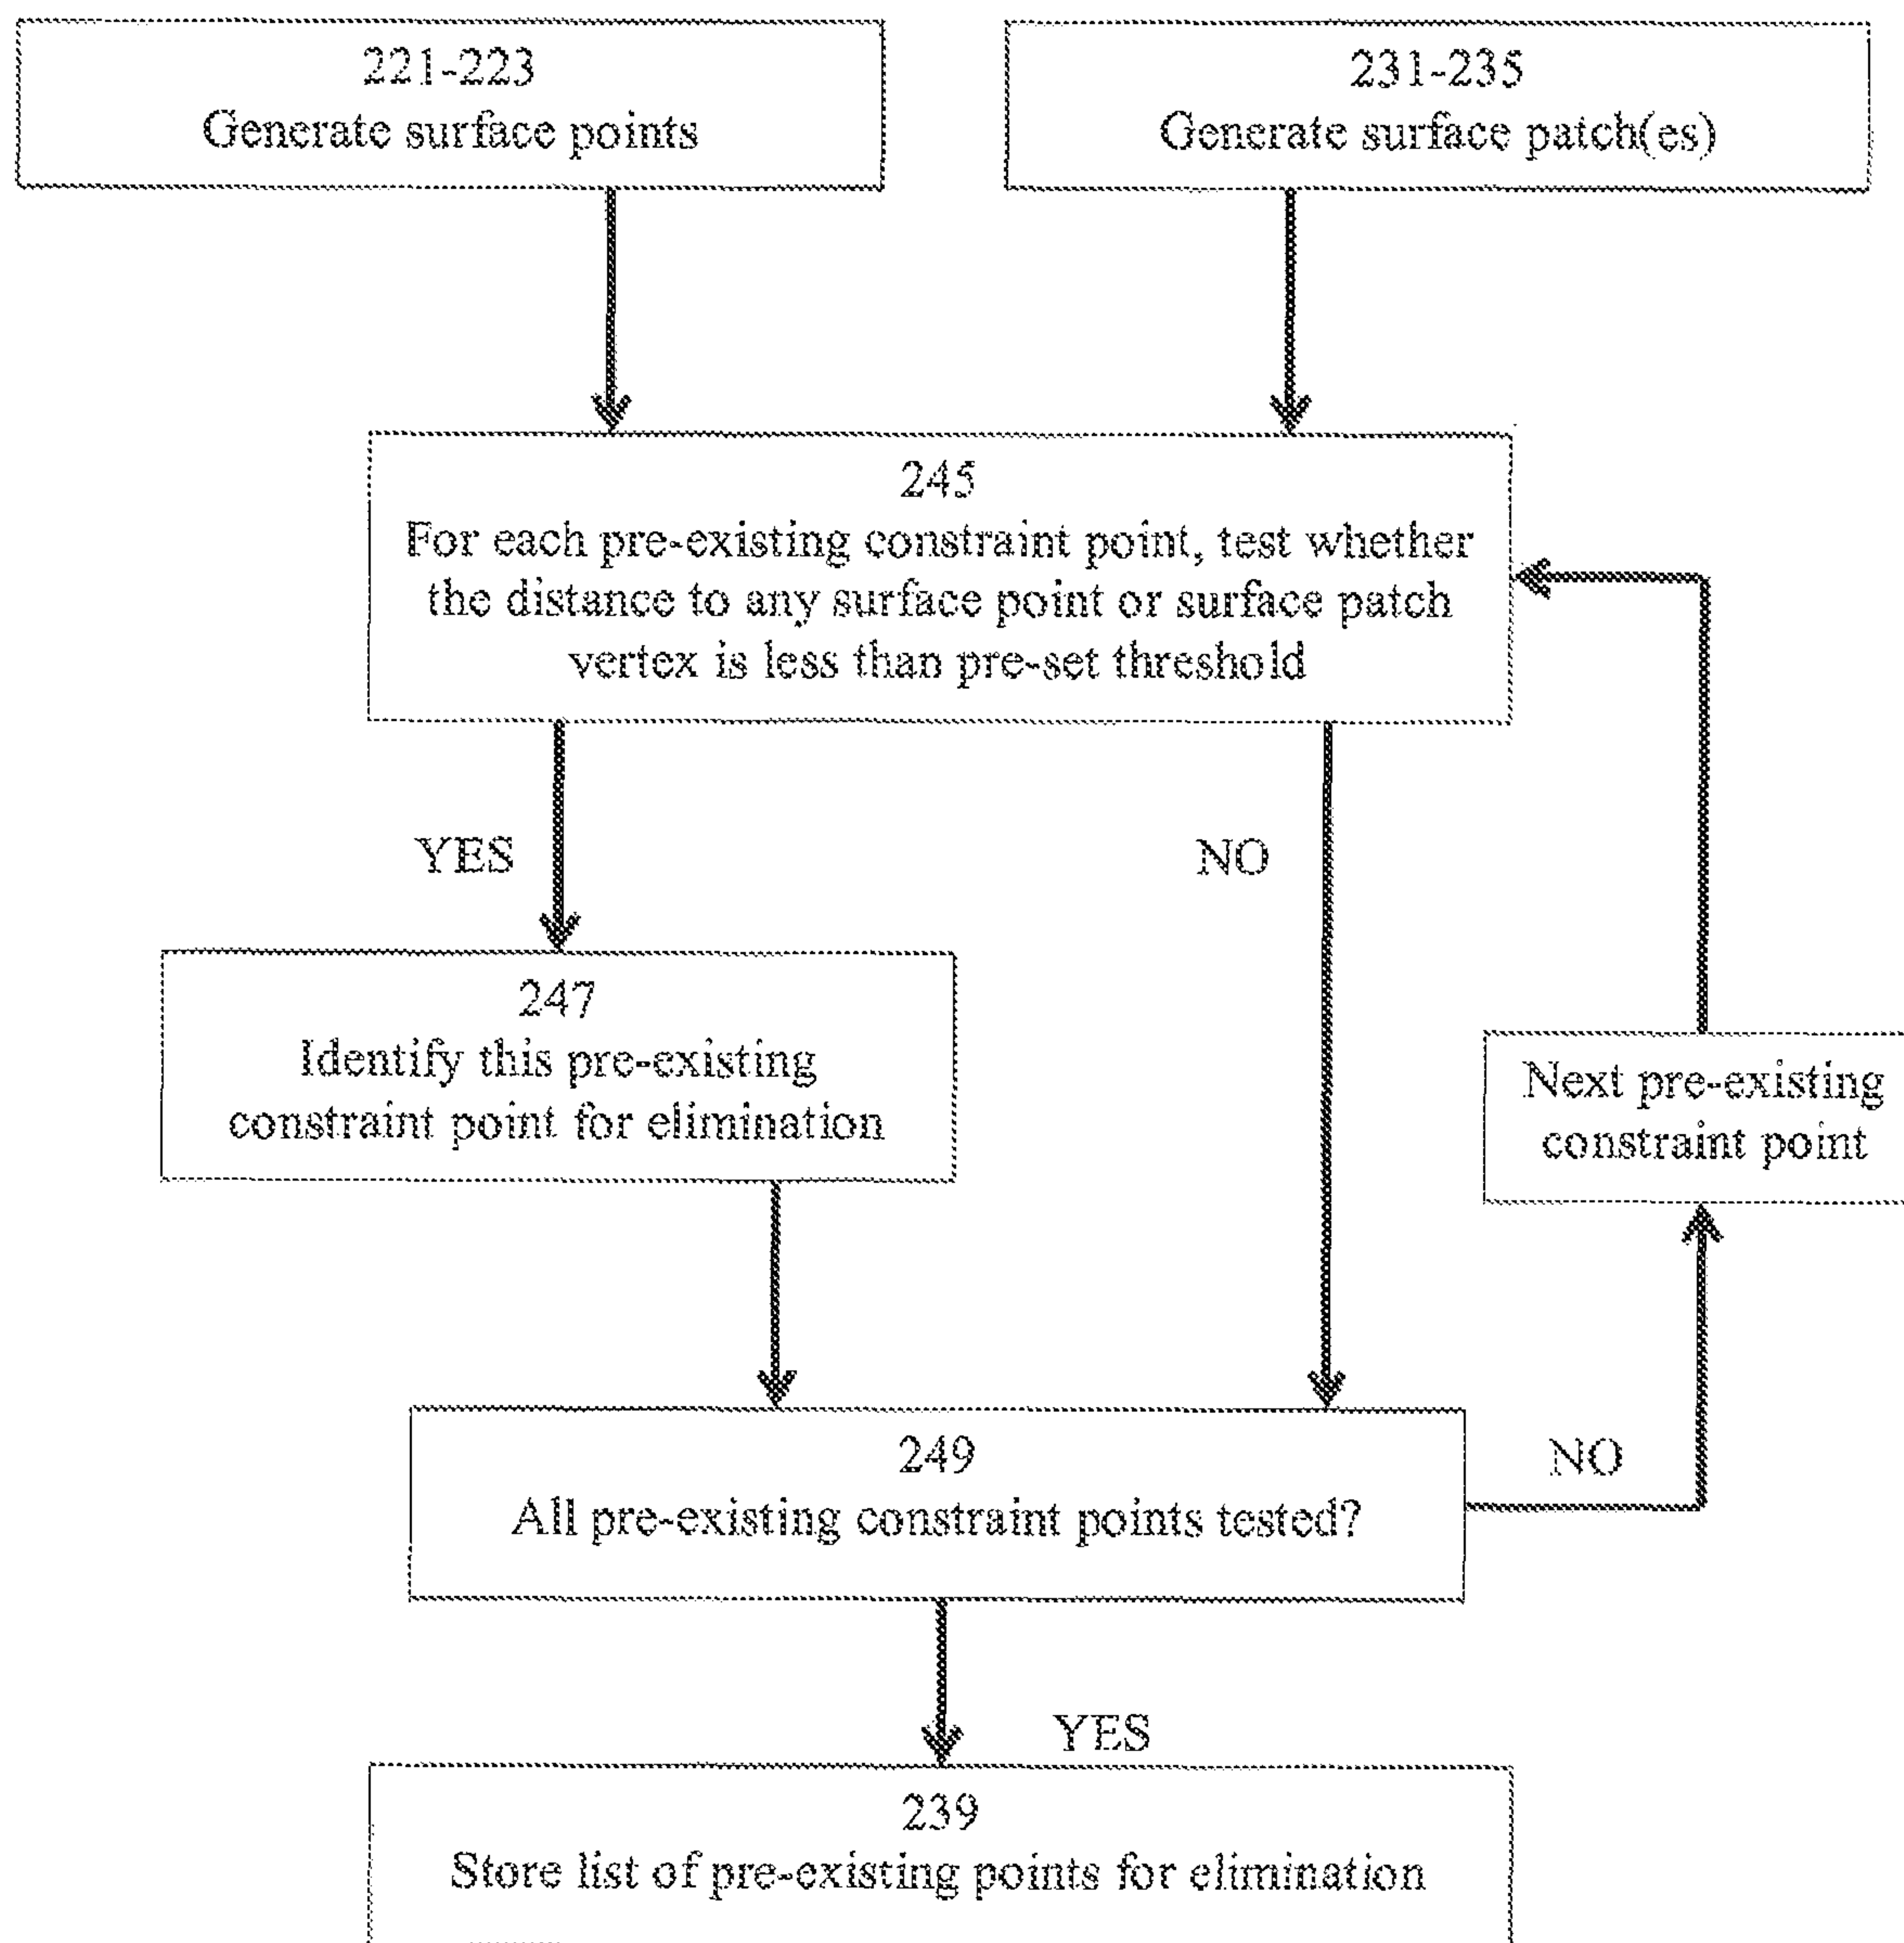 221-223
Generate surface points
231-235
Generate surface patch(es)
245
For each pre-existing constraint point, test whether
the distance to any surface point or surface patch
vertex is less than pre-set threshold
YES
NO
247
Identify this pre-existing
constraint point for elimination
Next pre-existing
constraint point
249
All pre-existing constraint points tested?
NO
YES
239
Store list of pre-existing points for elimination